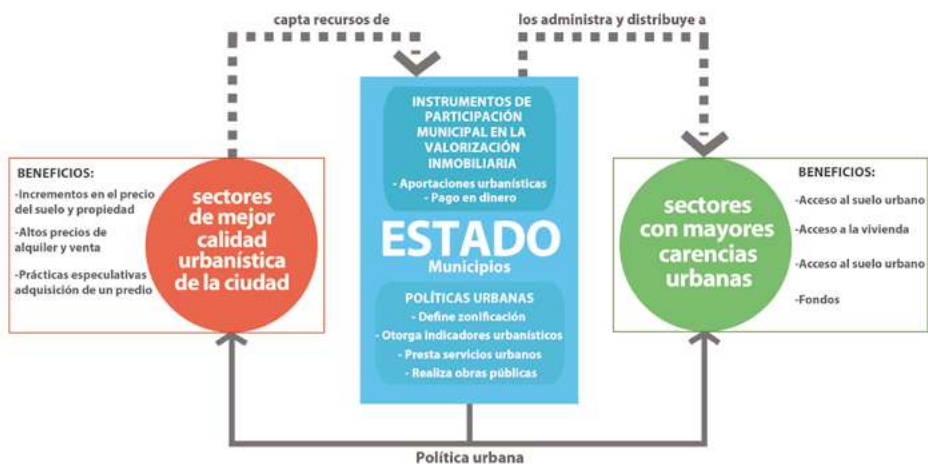 capta recursos de
los administra y distribuye a
BENEFICIOS:
-Incrementos en el precio
del suelo y propiedad
-Altos precios de
alquiler y venta
-Prácticas especulativas
adquisición de un predio
sectores
de mejor
calidad
urbanística
de la ciudad
INSTRUMENTOS DE
PARTICIPACIÓN
MUNICIPAL EN LA
VALORIZACIÓN
INMOBILIARIA
- Aportaciones urbanísticas
- Pago en dinero
ESTADO
Municipios
POLÍTICAS URBANAS
- Define zonificación
- Otorga indicadores urbanísticos
- Presta servicios urbanos
- Realiza obras públicas
sectores
con mayores
carencias
urbanas
BENEFICIOS:
-Acceso al suelo urbano
-Acceso a la vivienda
-Acceso al suelo urbano
-Fondos
Política urbana